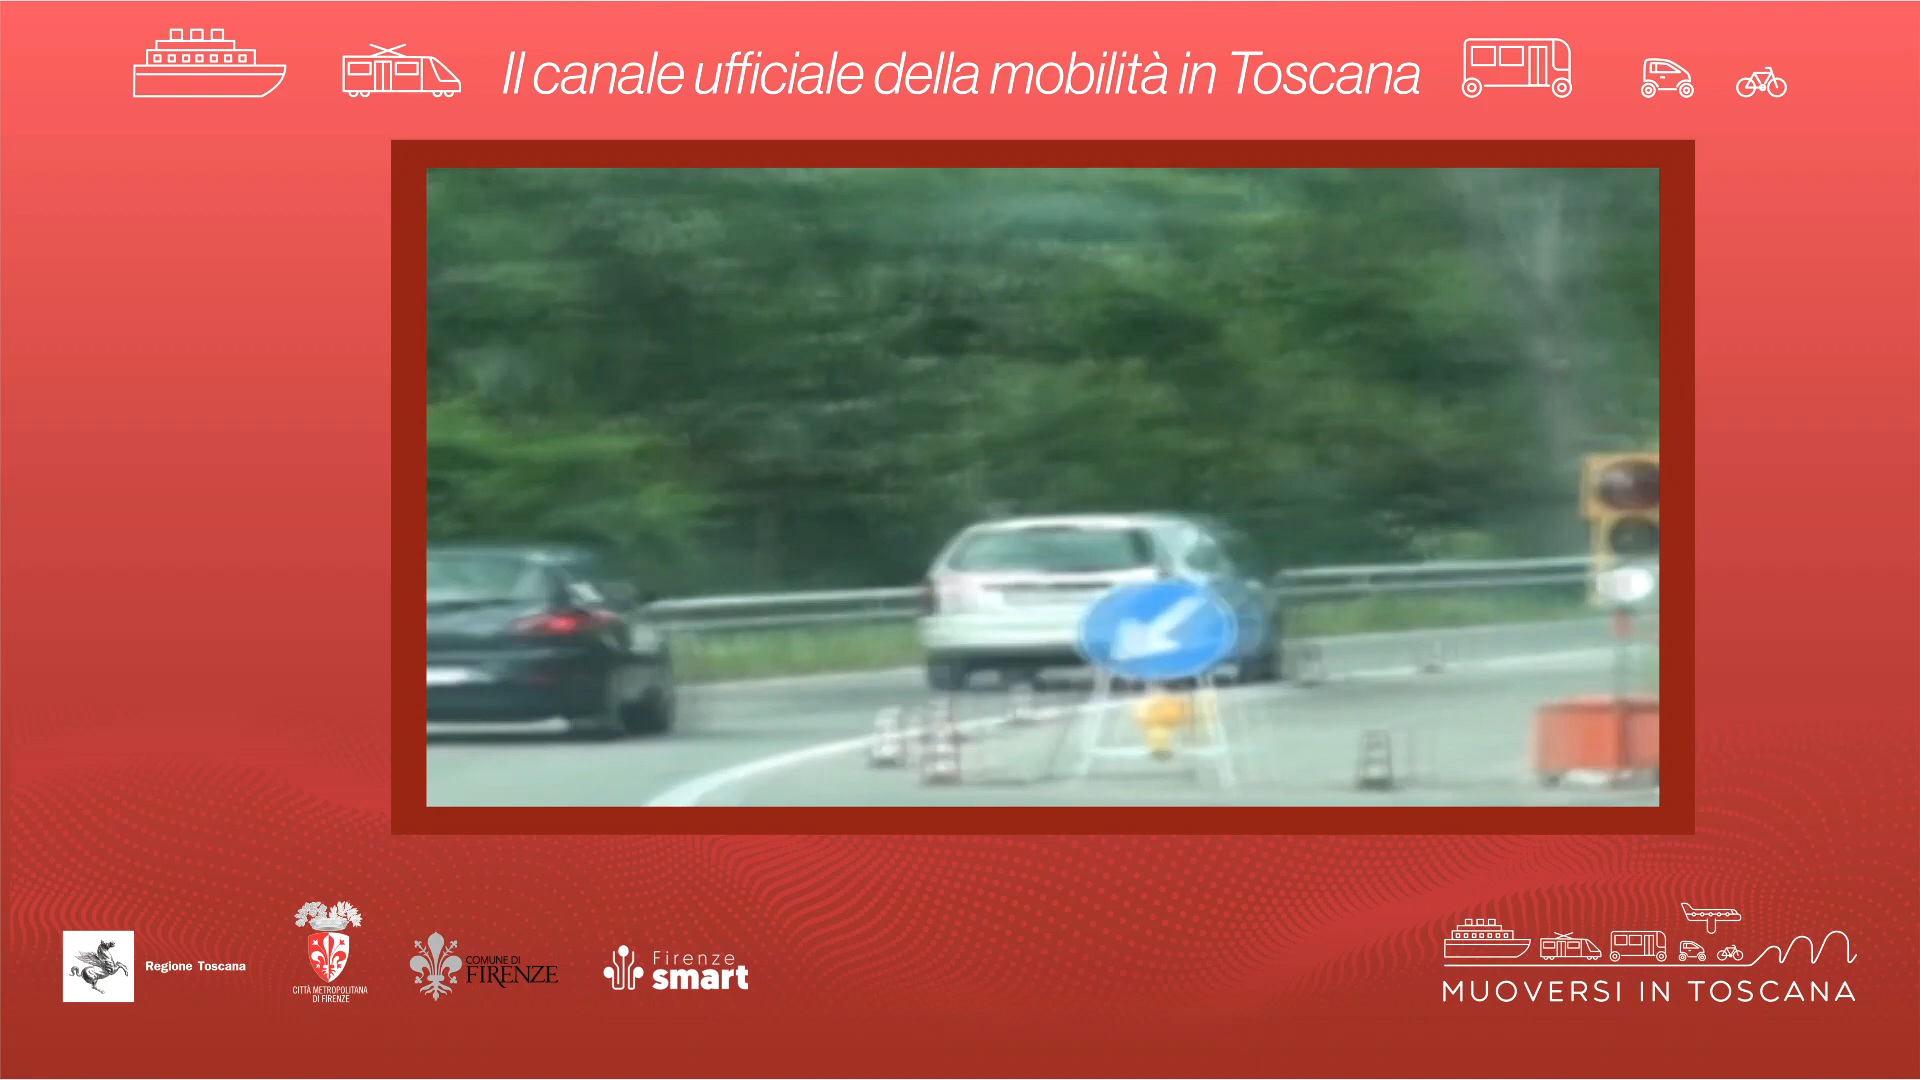 Il canale ufficiale della mobilità in Toscana
Regione Toscana
CITTÀ METROPOLITANA
DI FIRENZE
COMUNE DI
FIRENZE
Firenze
smart
MUOVERSI IN TOSCANA